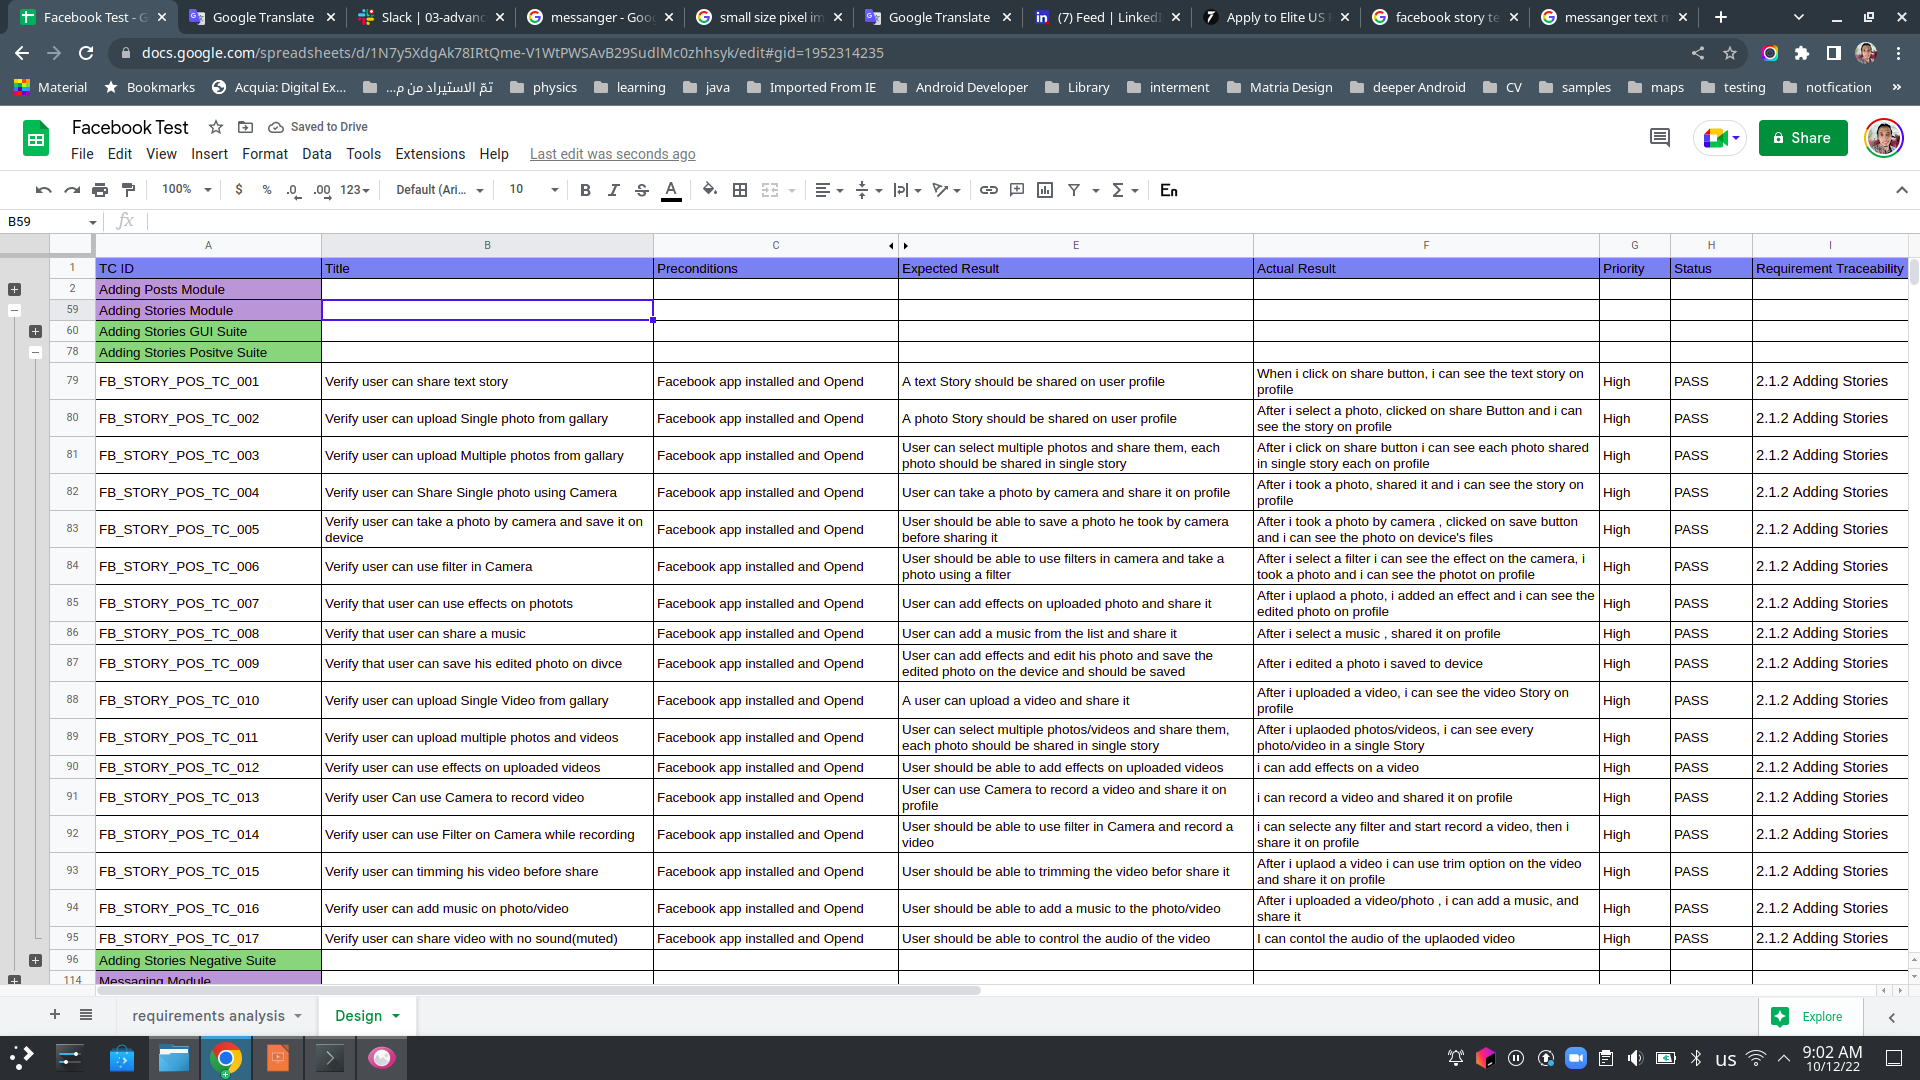 Facebook Test - G
Google Translate
Slack | 03-advanc
messanger - Goo
small size pixel im
Google Translate
(7) Feed | LinkedI
Apply to Elite US
facebook story te
messanger text m
docs.google.com/spreadsheets/d/1N7y5XdgAk78IRtQme-V1WtPWSAvB29SudlMc0zhhsyk/edit#gid=1952314235
Material
Bookmarks
Acquia: Digital Ex...
تمّ الاستيراد من م...
physics
learning
java
Imported From IE
Android Developer
Library
interment
Matria Design
deeper Android
CV
samples
maps
testing
notfication
»
Facebook Test
Saved to Drive
File Edit View Insert Format Data Tools Extensions Help Last edit was seconds ago
Share
100% $ % .0 .00 123 Default (Ari... 10 B I S A Σ En
B59 fx
A B C E F G H I
1 TC ID Title Preconditions Expected Result Actual Result Priority Status Requirement Traceability
2 Adding Posts Module
59 Adding Stories Module
60 Adding Stories GUI Suite
78 Adding Stories Positve Suite
79 FB_STORY_POS_TC_001 Verify user can share text story Facebook app installed and Opend A text Story should be shared on user profile When i click on share button, i can see the text story on profile High PASS 2.1.2 Adding Stories
80 FB_STORY_POS_TC_002 Verify user can upload Single photo from gallary Facebook app installed and Opend A photo Story should be shared on user profile After i select a photo, clicked on share Button and i can see the story on profile High PASS 2.1.2 Adding Stories
81 FB_STORY_POS_TC_003 Verify user can upload Multiple photos from gallary Facebook app installed and Opend User can select multiple photos and share them, each photo should be shared in single story After i click on share button i can see each photo shared in single story each on profile High PASS 2.1.2 Adding Stories
82 FB_STORY_POS_TC_004 Verify user can Share Single photo using Camera Facebook app installed and Opend User can take a photo by camera and share it on profile After i took a photo, shared it and i can see the story on profile High PASS 2.1.2 Adding Stories
83 FB_STORY_POS_TC_005 Verify user can take a photo by camera and save it on device Facebook app installed and Opend User should be able to save a photo he took by camera before sharing it After i took a photo by camera , clicked on save button and i can see the photo on device's files High PASS 2.1.2 Adding Stories
84 FB_STORY_POS_TC_006 Verify user can use filter in Camera Facebook app installed and Opend User should be able to use filters in camera and take a photo using a filter After i select a filter i can see the effect on the camera, i took a photo and i can see the photot on profile High PASS 2.1.2 Adding Stories
85 FB_STORY_POS_TC_007 Verify that user can use effects on photots Facebook app installed and Opend User can add effects on uploaded photo and share it After i uplaod a photo, i added an effect and i can see the edited photo on profile High PASS 2.1.2 Adding Stories
86 FB_STORY_POS_TC_008 Verify that user can share a music Facebook app installed and Opend User can add a music from the list and share it After i select a music , shared it on profile High PASS 2.1.2 Adding Stories
87 FB_STORY_POS_TC_009 Verify that user can save his edited photo on divce Facebook app installed and Opend User can add effects and edit his photo and save the edited photo on the device and should be saved After i edited a photo i saved to device High PASS 2.1.2 Adding Stories
88 FB_STORY_POS_TC_010 Verify user can upload Single Video from gallary Facebook app installed and Opend A user can upload a video and share it After i uploaded a video, i can see the video Story on profile High PASS 2.1.2 Adding Stories
89 FB_STORY_POS_TC_011 Verify user can upload multiple photos and videos Facebook app installed and Opend User can select multiple photos/videos and share them, each photo should be shared in single story After i uplaoded photos/videos, i can see every photo/video in a single Story High PASS 2.1.2 Adding Stories
90 FB_STORY_POS_TC_012 Verify user can use effects on uploaded videos Facebook app installed and Opend User should be able to add effects on uploaded videos i can add effects on a video High PASS 2.1.2 Adding Stories
91 FB_STORY_POS_TC_013 Verify user Can use Camera to record video Facebook app installed and Opend User can use Camera to record a video and share it on profile i can record a video and shared it on profile High PASS 2.1.2 Adding Stories
92 FB_STORY_POS_TC_014 Verify user can use Filter on Camera while recording Facebook app installed and Opend User should be able to use filter in Camera and record a video i can selecte any filter and start record a video, then i share it on profile High PASS 2.1.2 Adding Stories
93 FB_STORY_POS_TC_015 Verify user can timming his video before share Facebook app installed and Opend User should be able to trimming the video befor share it After i uplaod a video i can use trim option on the video and share it on profile High PASS 2.1.2 Adding Stories
94 FB_STORY_POS_TC_016 Verify user can add music on photo/video Facebook app installed and Opend User should be able to add a music to the photo/video After i uploaded a video/photo , i can add a music, and share it High PASS 2.1.2 Adding Stories
95 FB_STORY_POS_TC_017 Verify user can share video with no sound(muted) Facebook app installed and Opend User should be able to control the audio of the video I can contol the audio of the uplaoded video High PASS 2.1.2 Adding Stories
96 Adding Stories Negative Suite
114 Messaging Module
requirements analysis
Design
Explore
us
9:02 AM
10/12/22